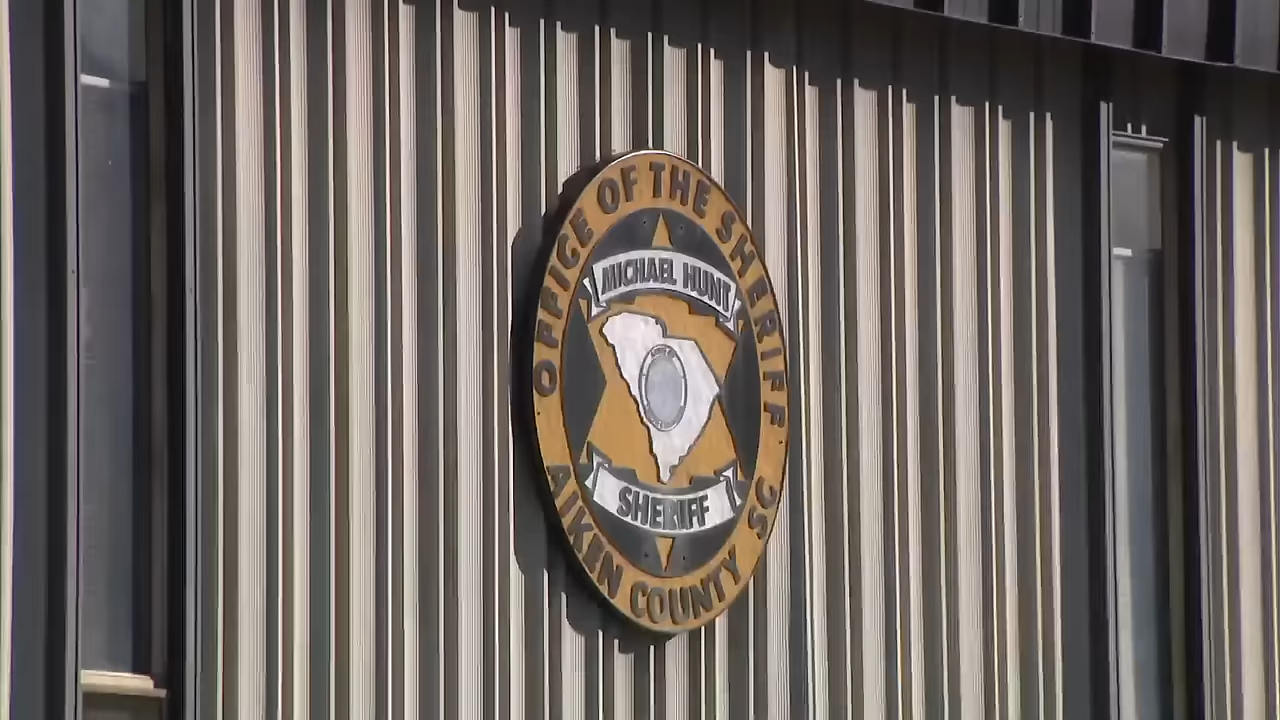 OFFICE OF THE SHERIFF
MICHAEL HUNT
SHERIFF
AIKEN COUNTY SC